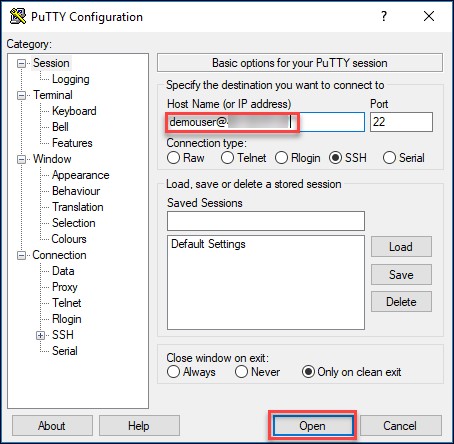 PuTTY Configuration
Category:
Session
Logging
Terminal
Keyboard
Bell
Features
Window
Appearance
Behaviour
Translation
Selection
Colours
Connection
Data
Proxy
Telnet
Rlogin
SSH
Serial
Basic options for your PuTTY session
Specify the destination you want to connect to
Host Name (or IP address) Port
demouser@ 22
Connection type:
Raw Telnet Rlogin SSH Serial
Load, save or delete a stored session
Saved Sessions
Default Settings
Load
Save
Delete
Close window on exit:
Always Never Only on clean exit
About Help Open Cancel